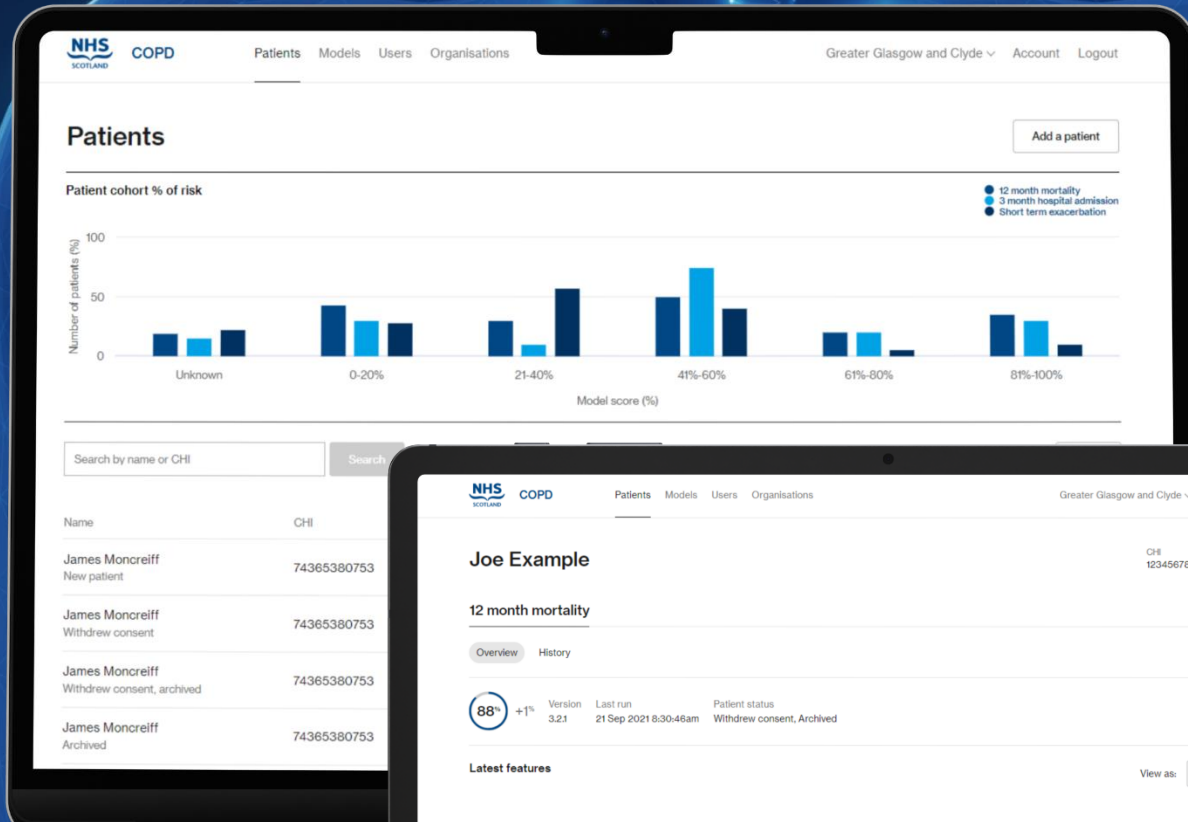 NHS
SCOTLAND
COPD
Patients Models Users Organisations
Greater Glasgow and Clyde Account Logout
Patients
Add a patient
Patient cohort % of risk
12 month mortality
3 month hospital admission
Short term exacerbation
Number of patients (%)
100
50
0
Unknown 0-20% 21-40% 41%-60% 61%-80% 81%-100%
Model score (%)
Search by name or CHI
Search
Name CHI
James Moncreiff 74365380753
New patient
James Moncreiff 74365380753
Withdrew consent
James Moncreiff 74365380753
Withdrew consent, archived
James Moncreiff 74365380753
Archived
NHS
SCOTLAND
COPD
Patients Models Users Organisations
Greater Glasgow and Clyde
Joe Example
CHI
12345678
12 month mortality
Overview History
88% +1%
Version Last run Patient status
3.2.1 21 Sep 2021 8:30:46am Withdrew consent, Archived
Latest features
View as: